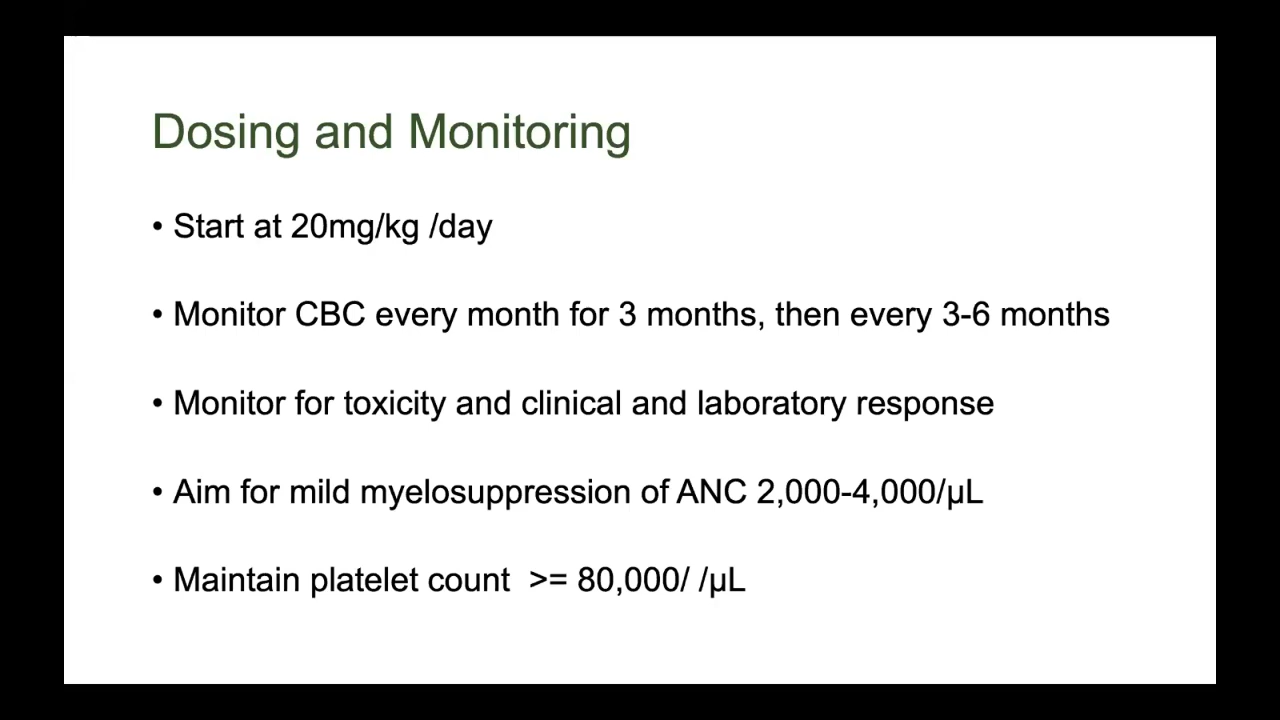 Dosing and Monitoring
• Start at 20mg/kg /day
• Monitor CBC every month for 3 months, then every 3-6 months
• Monitor for toxicity and clinical and laboratory response
• Aim for mild myelosuppression of ANC 2,000-4,000/µL
• Maintain platelet count  >= 80,000/ /µL